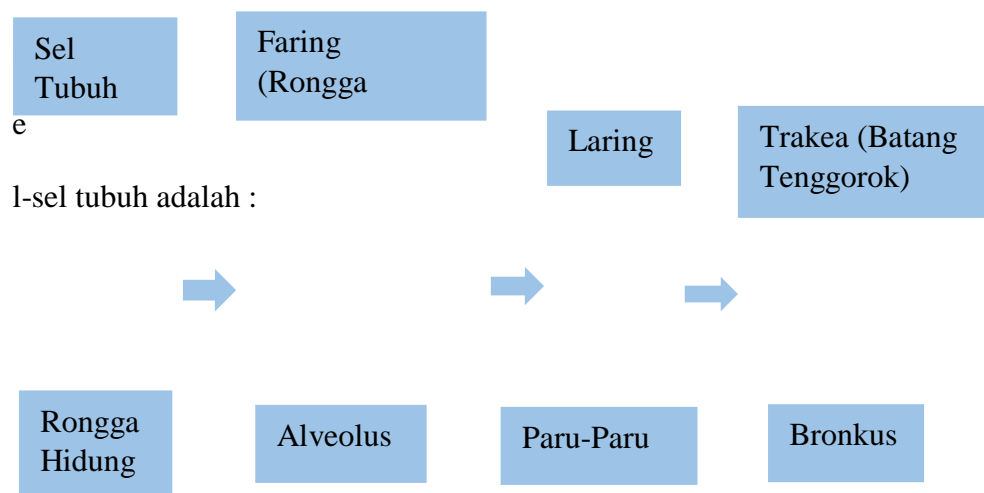 Sel
Tubuh
Faring
(Rongga
e
Laring
Trakea (Batang
Tenggorok)
l-sel tubuh adalah :
Rongga
Hidung
Alveolus
Paru-Paru
Bronkus